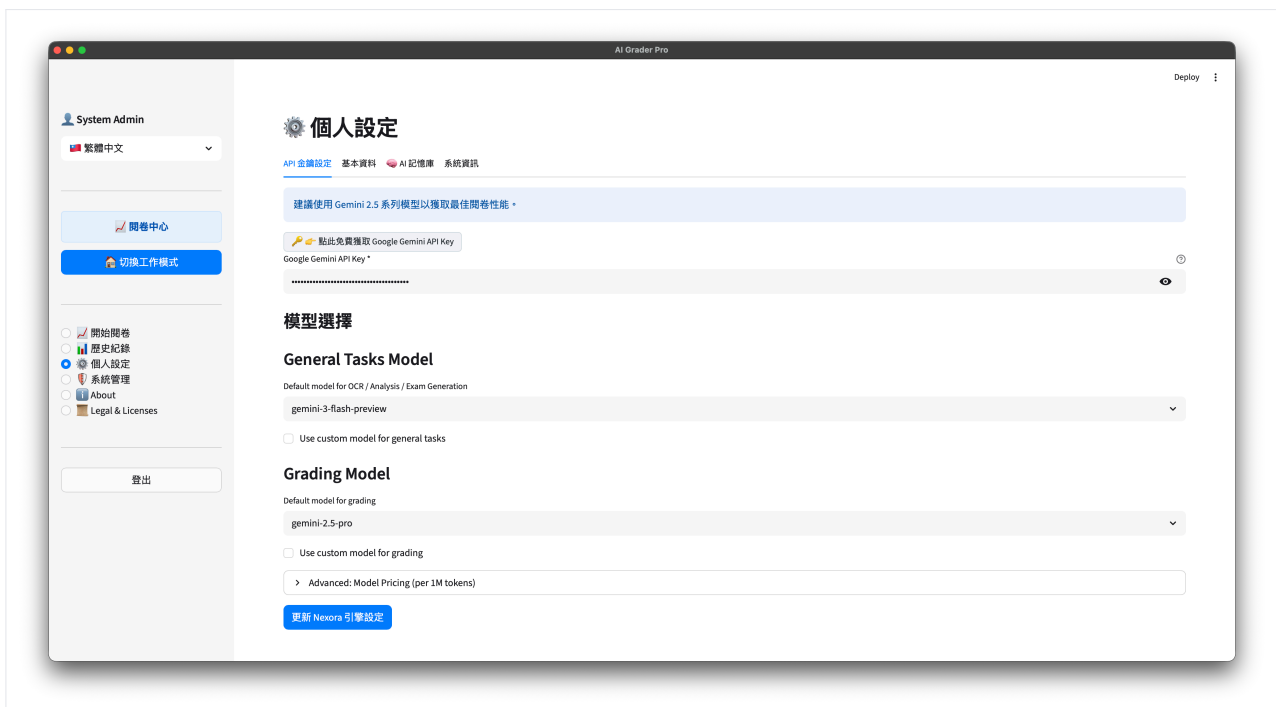 AI Grader Pro
Deploy
System Admin
繁體中文
閱卷中心
切換工作模式
開始閱卷
歷史紀錄
個人設定
系統管理
About
Legal & Licenses
登出
個人設定
API 金鑰設定 基本資料 AI 記憶庫 系統資訊
建議使用 Gemini 2.5 系列模型以獲取最佳閱卷性能。
點此免費獲取 Google Gemini API Key
Google Gemini API Key *
模型選擇
General Tasks Model
Default model for OCR / Analysis / Exam Generation
gemini-3-flash-preview
Use custom model for general tasks
Grading Model
Default model for grading
gemini-2.5-pro
Use custom model for grading
Advanced: Model Pricing (per 1M tokens)
更新 Nexora 引擎設定